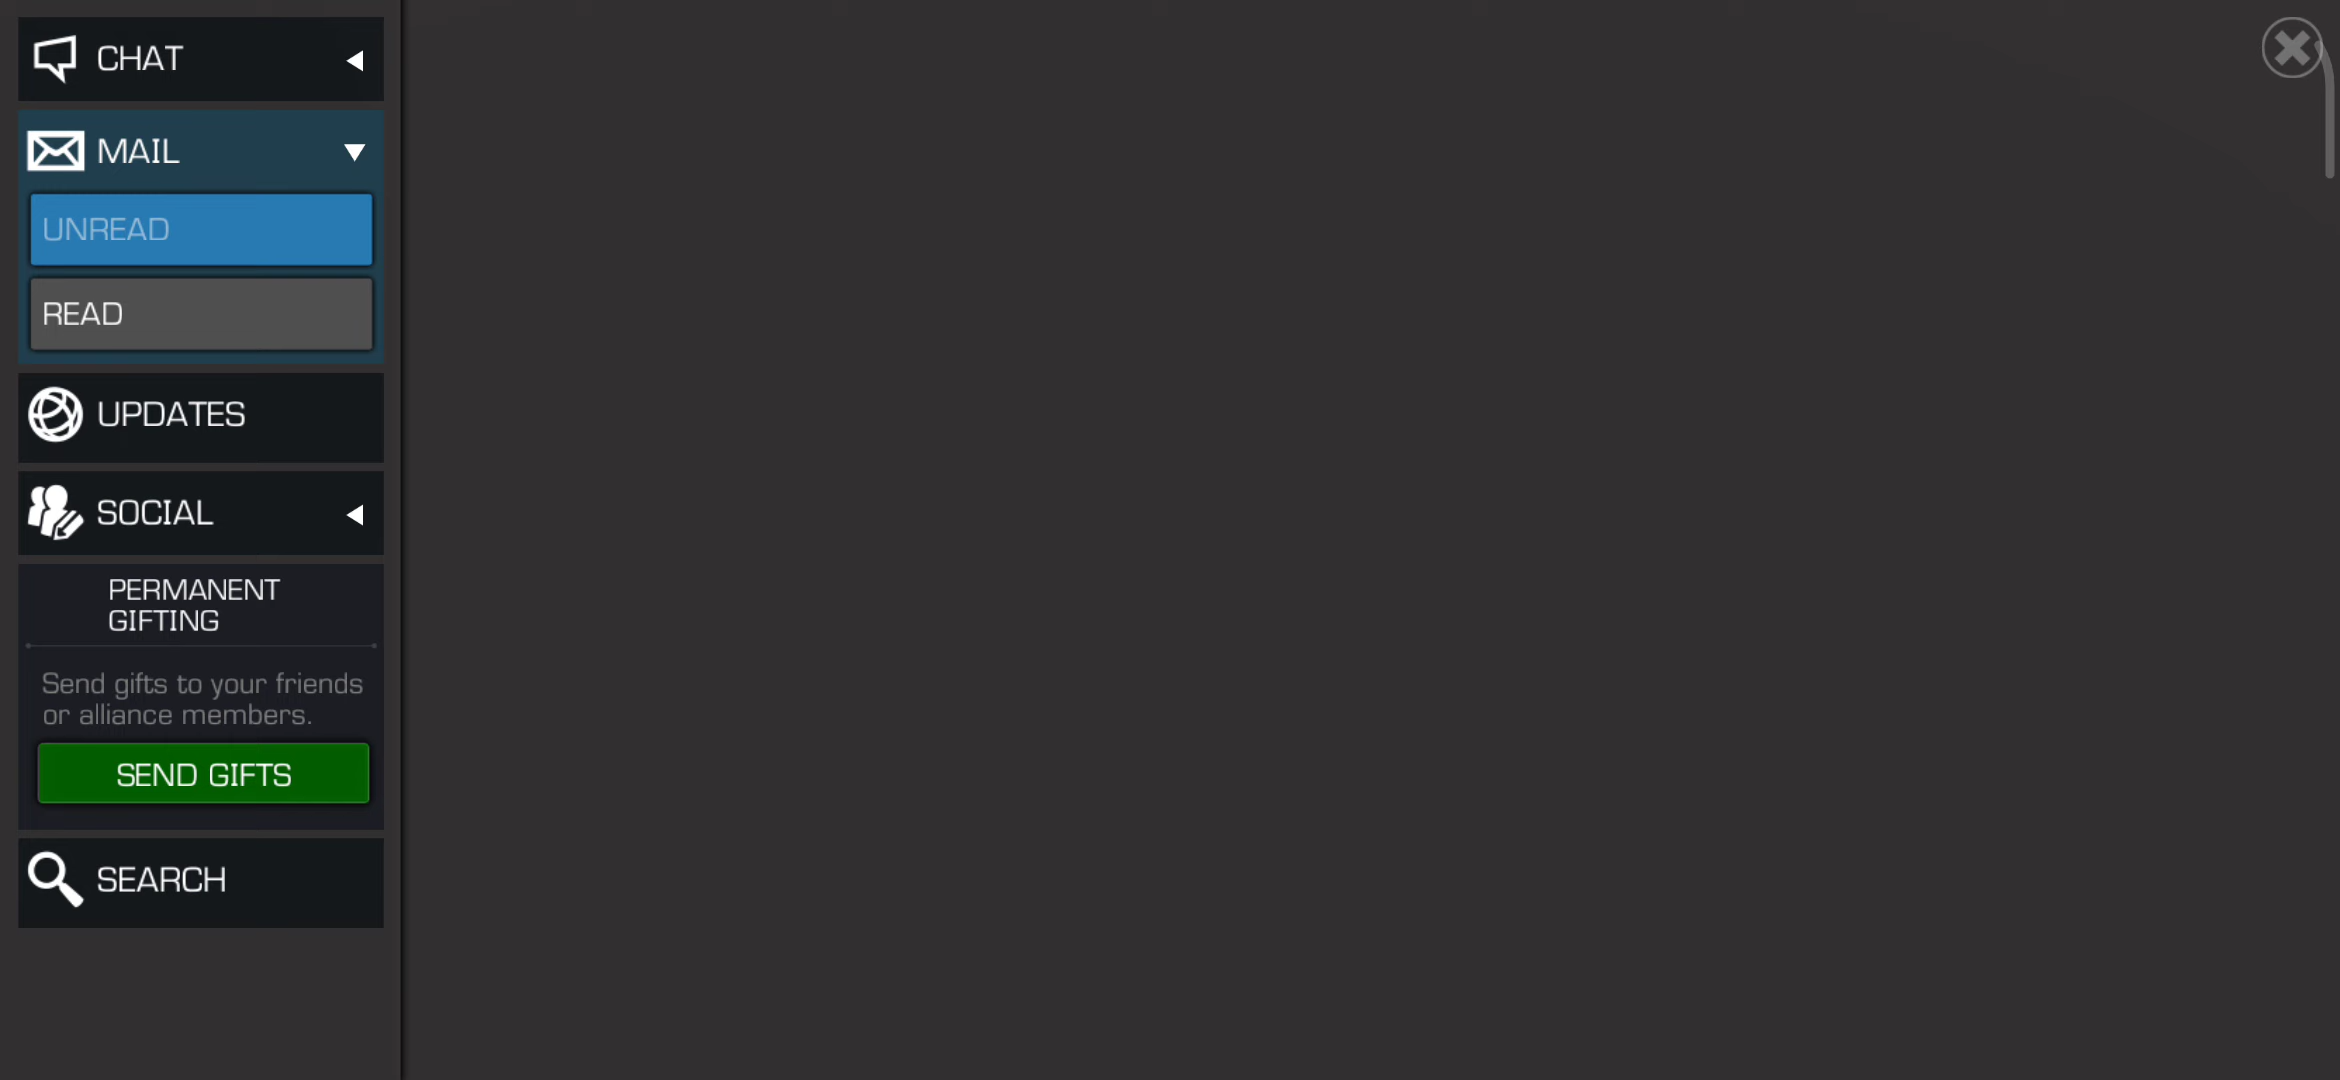 CHAT
MAIL
UNREAD
READ
UPDATES
SOCIAL
PERMANENT
GIFTING
Send gifts to your friends
or alliance members.
SEND GIFTS
SEARCH